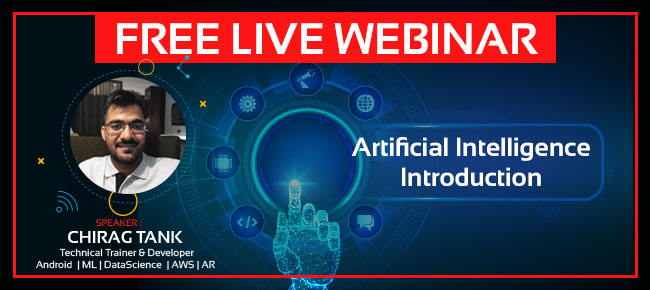 FREE LIVE WEBINAR
Artificial Intelligence
Introduction
SPEAKER:
CHIRAG TANK
Technical Trainer & Developer
Android | ML | DataScience | AWS | AR